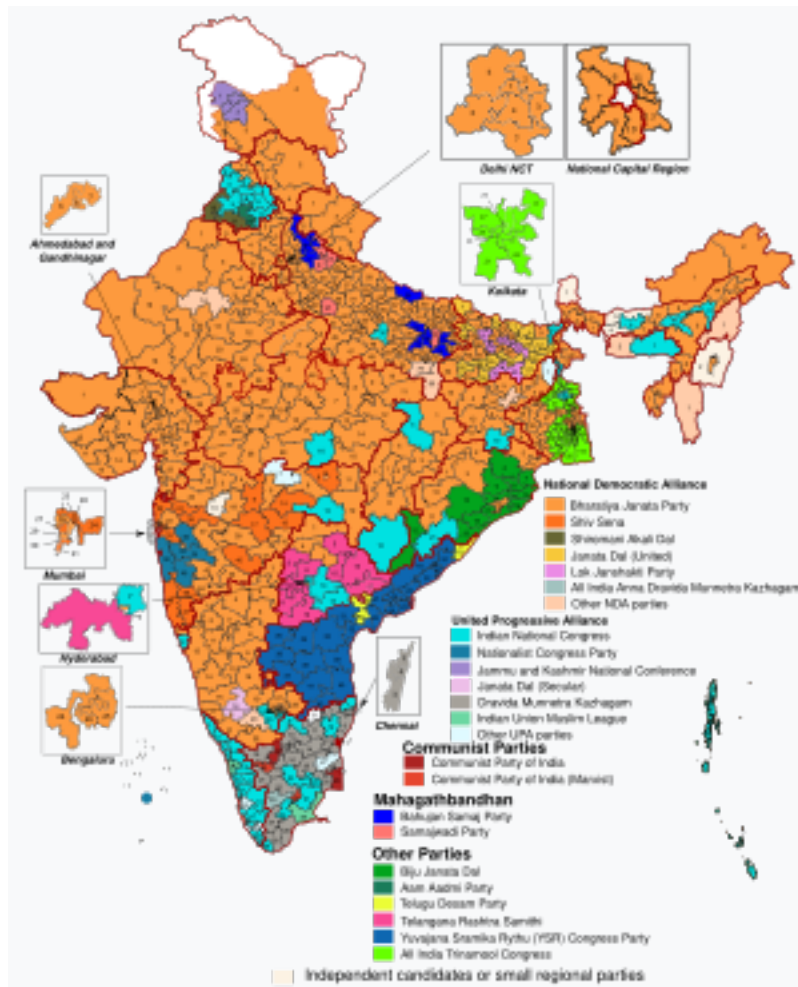 Delhi NCT
National Capital Region
Ahmedabad and
Gandhinagar
Kolkata
Mumbai
Hyderabad
Bengaluru
Chennai
National Democratic Alliance
Bharatiya Janata Party
Shiv Sena
Shiromani Akali Dal
Janata Dal (United)
Lok Janshakti Party
All India Anna Dravida Munnetra Kazhagam
Other NDA parties
United Progressive Alliance
Indian National Congress
Nationalist Congress Party
Jammu and Kashmir National Conference
Janata Dal (Secular)
Dravida Munnetra Kazhagam
Indian Union Muslim League
Other UPA parties
Communist Parties
Communist Party of India
Communist Party of India (Marxist)
Mahagathbandhan
Bahujan Samaj Party
Samajwadi Party
Other Parties
Biju Janata Dal
Aam Aadmi Party
Telugu Desam Party
Telangana Rashtra Samithi
Yuvajana Sramika Rythu (YSR) Congress Party
All India Trinamool Congress
Independent candidates or small regional parties